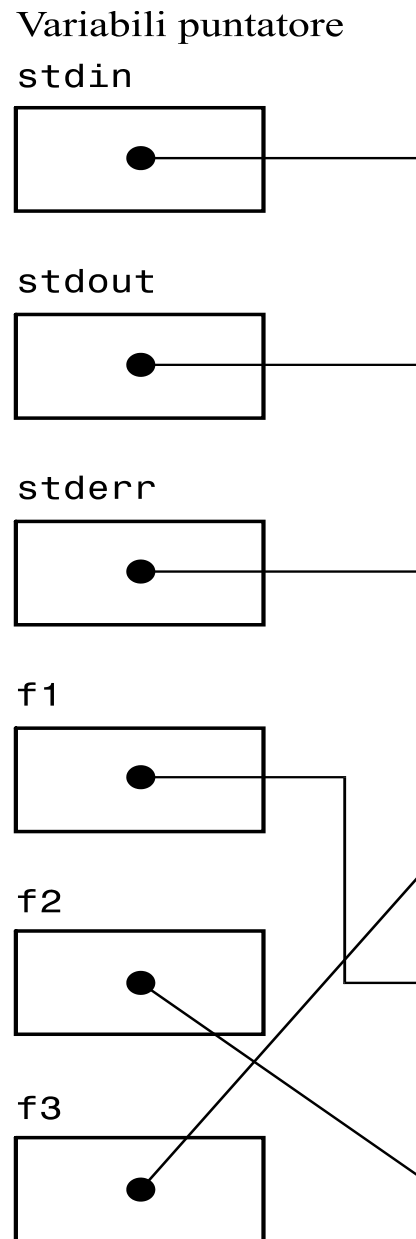 Variabili puntatore
stdin
stdout
stderr
f1
f2
f3